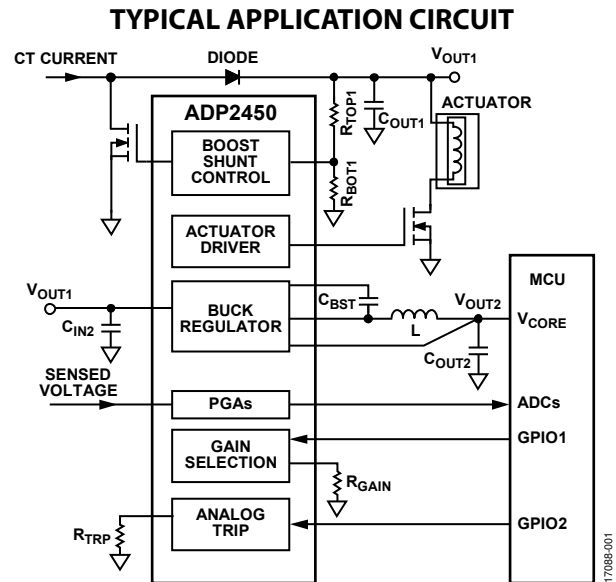 TYPICAL APPLICATION CIRCUIT
CT CURRENT
DIODE
VOUT1
ADP2450
RTOP1
COUT1
ACTUATOR
BOOST
SHUNT
CONTROL
RBOT1
ACTUATOR
DRIVER
MCU
VOUT1
CIN2
BUCK
REGULATOR
CBST
L
VOUT2
VCORE
COUT2
SENSED
VOLTAGE
PGAs
ADCs
GAIN
SELECTION
GPIO1
RGAIN
ANALOG
TRIP
RTRP
GPIO2
17088-001